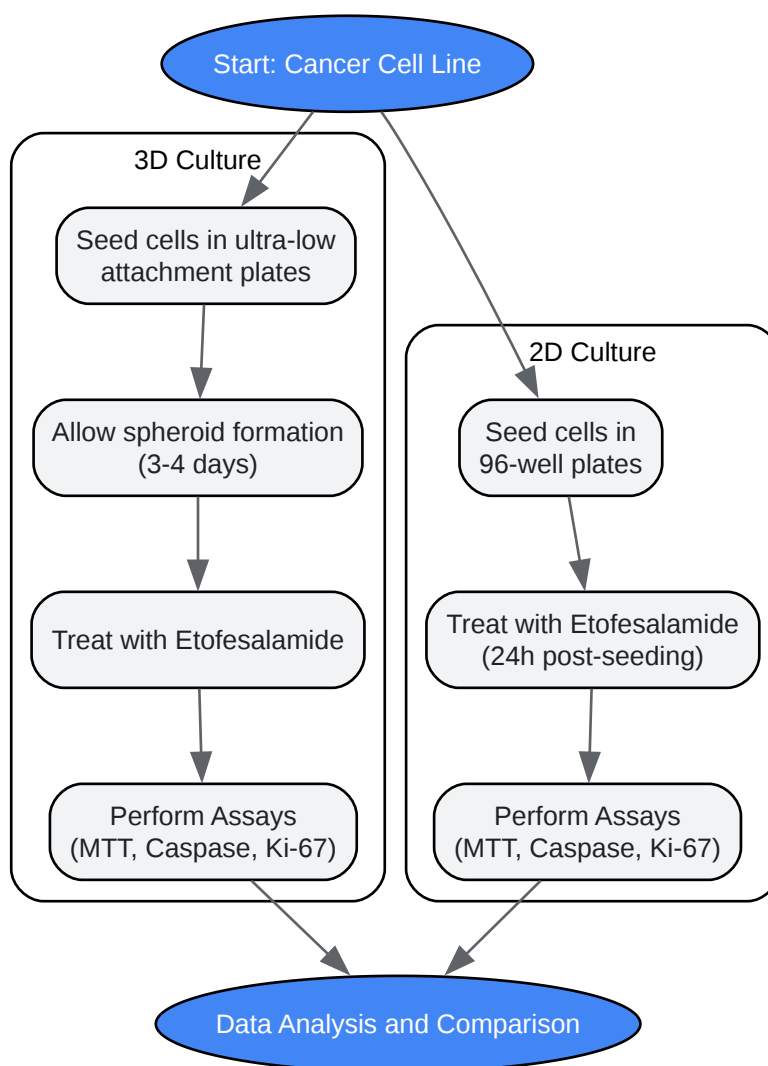 Start: Cancer Cell Line
3D Culture
Seed cells in ultra-low
attachment plates
Allow spheroid formation
(3-4 days)
Treat with Etofesalamide
Perform Assays
(MTT, Caspase, Ki-67)
2D Culture
Seed cells in
96-well plates
Treat with Etofesalamide
(24h post-seeding)
Perform Assays
(MTT, Caspase, Ki-67)
Data Analysis and Comparison